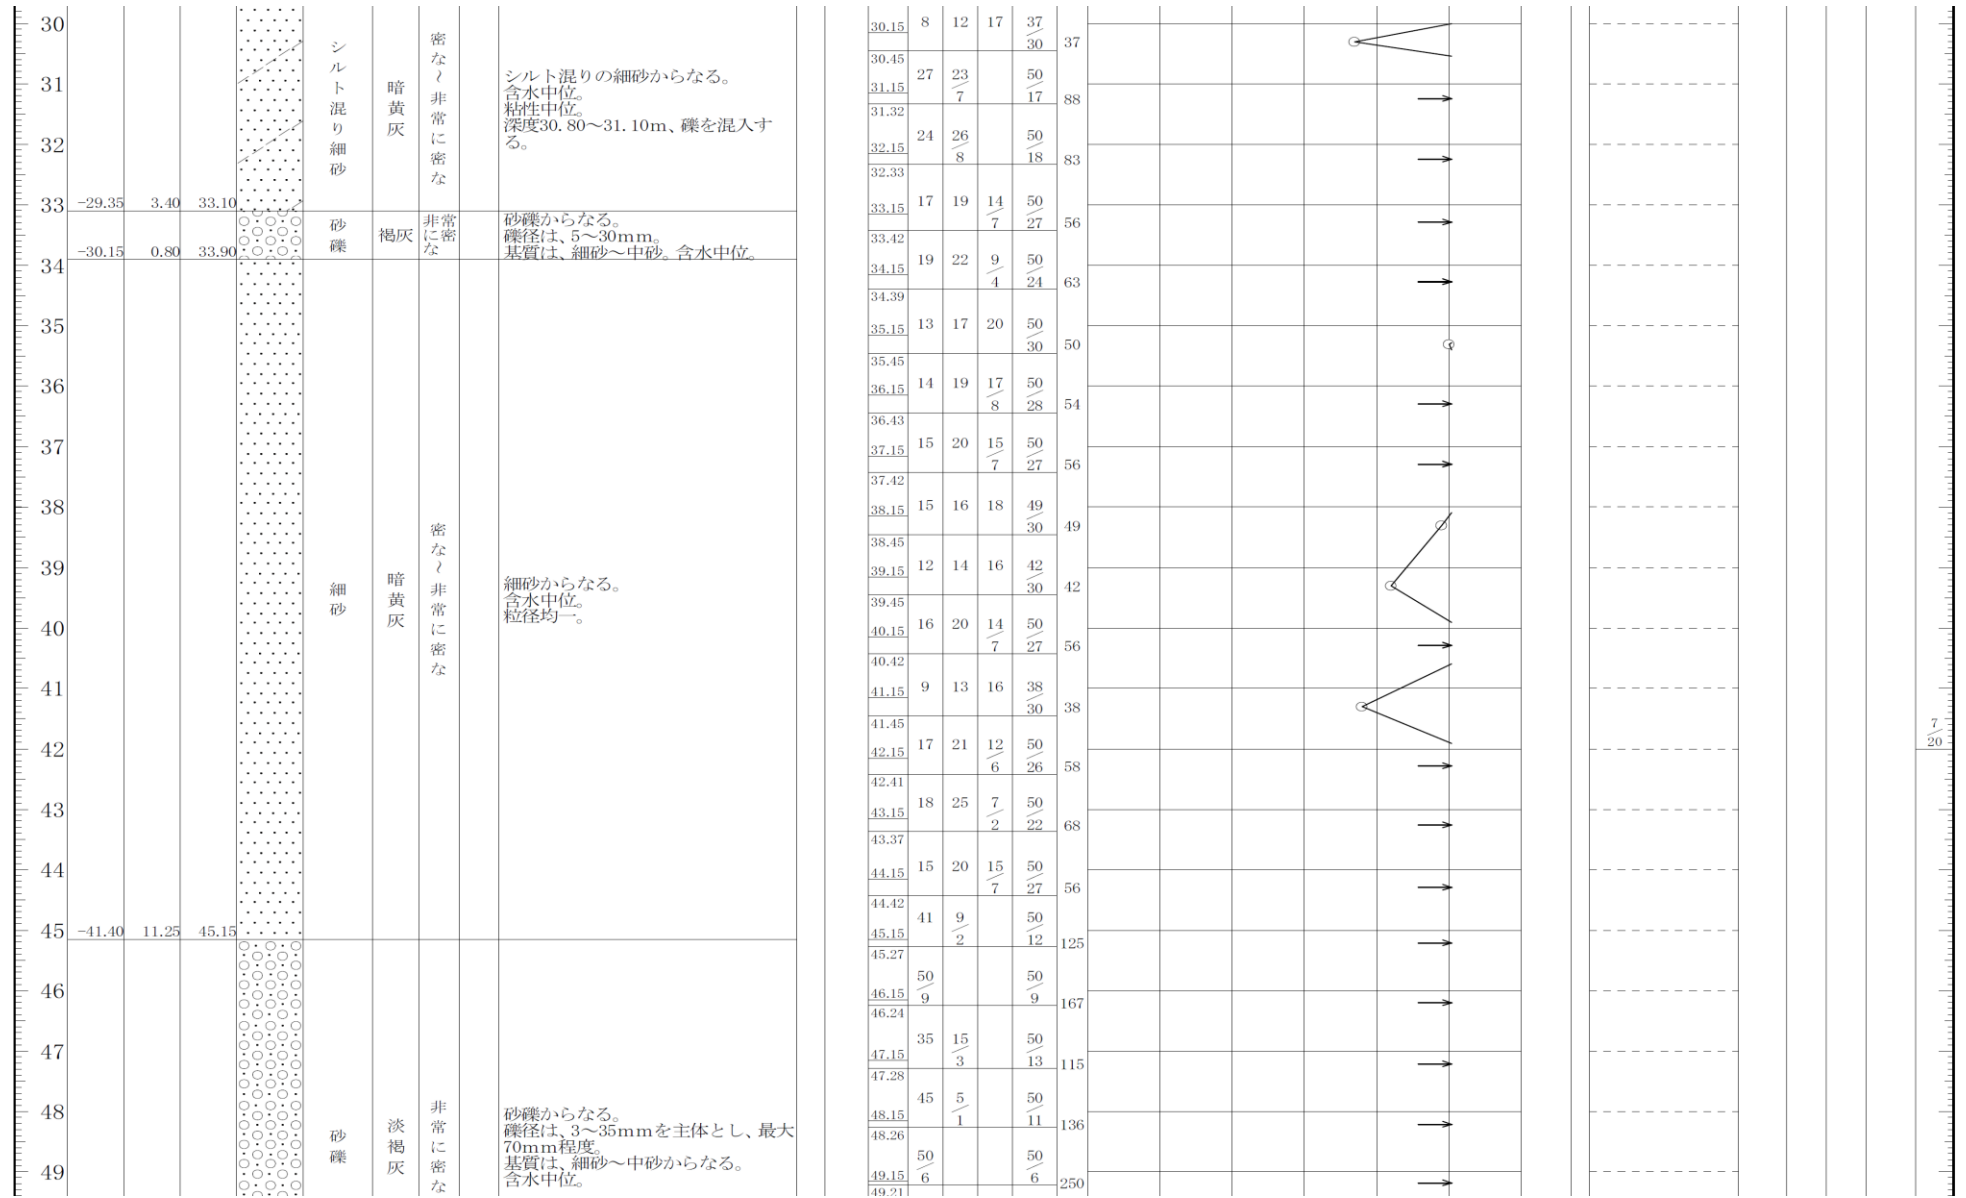 30
31
32
33
34
35
36
37
38
39
40
41
42
43
44
45
46
47
48
49
-29.35 3.40 33.10
-30.15 0.80 33.90
-41.40 11.25 45.15
シルト混り細砂
暗黄灰
密な～非常に密な
シルト混りの細砂からなる。
含水中位。
粘性中位。
深度30.80～31.10m、礫を混入す
る。
砂礫
褐灰
非常
に密
な
砂礫からなる。
礫径は、5～30mm。
基質は、細砂～中砂。含水中位。
細砂
暗黄灰
密な～非常に密な
細砂からなる。
含水中位。
粒径均一。
砂礫
淡褐灰
非常に密な
砂礫からなる。
礫径は、3～35mmを主体とし、最大
70mm程度。
基質は、細砂～中砂からなる。
含水中位。
30.15 8 12 17 37/30 37
30.45
31.15 27 23/7 50/17 88
31.32
32.15 24 26/8 50/18 83
32.33
33.15 17 19 14/7 50/27 56
33.42
34.15 19 22 9/4 50/24 63
34.39
35.15 13 17 20 50/30 50
35.45
36.15 14 19 17/8 50/28 54
36.43
37.15 15 20 15/7 50/27 56
37.42
38.15 15 16 18 49/30 49
38.45
39.15 12 14 16 42/30 42
39.45
40.15 16 20 14/7 50/27 56
40.42
41.15 9 13 16 38/30 38
41.45
42.15 17 21 12/6 50/26 58
42.41
43.15 18 25 7/2 50/22 68
43.37
44.15 15 20 15/7 50/27 56
44.42
45.15 41 9/2 50/12 125
45.27
46.15 50/9 50/9 167
46.24
47.15 35 15/3 50/13 115
47.28
48.15 45 5/1 50/11 136
48.26
49.15 50/6 50/6 250
49.21
7/20